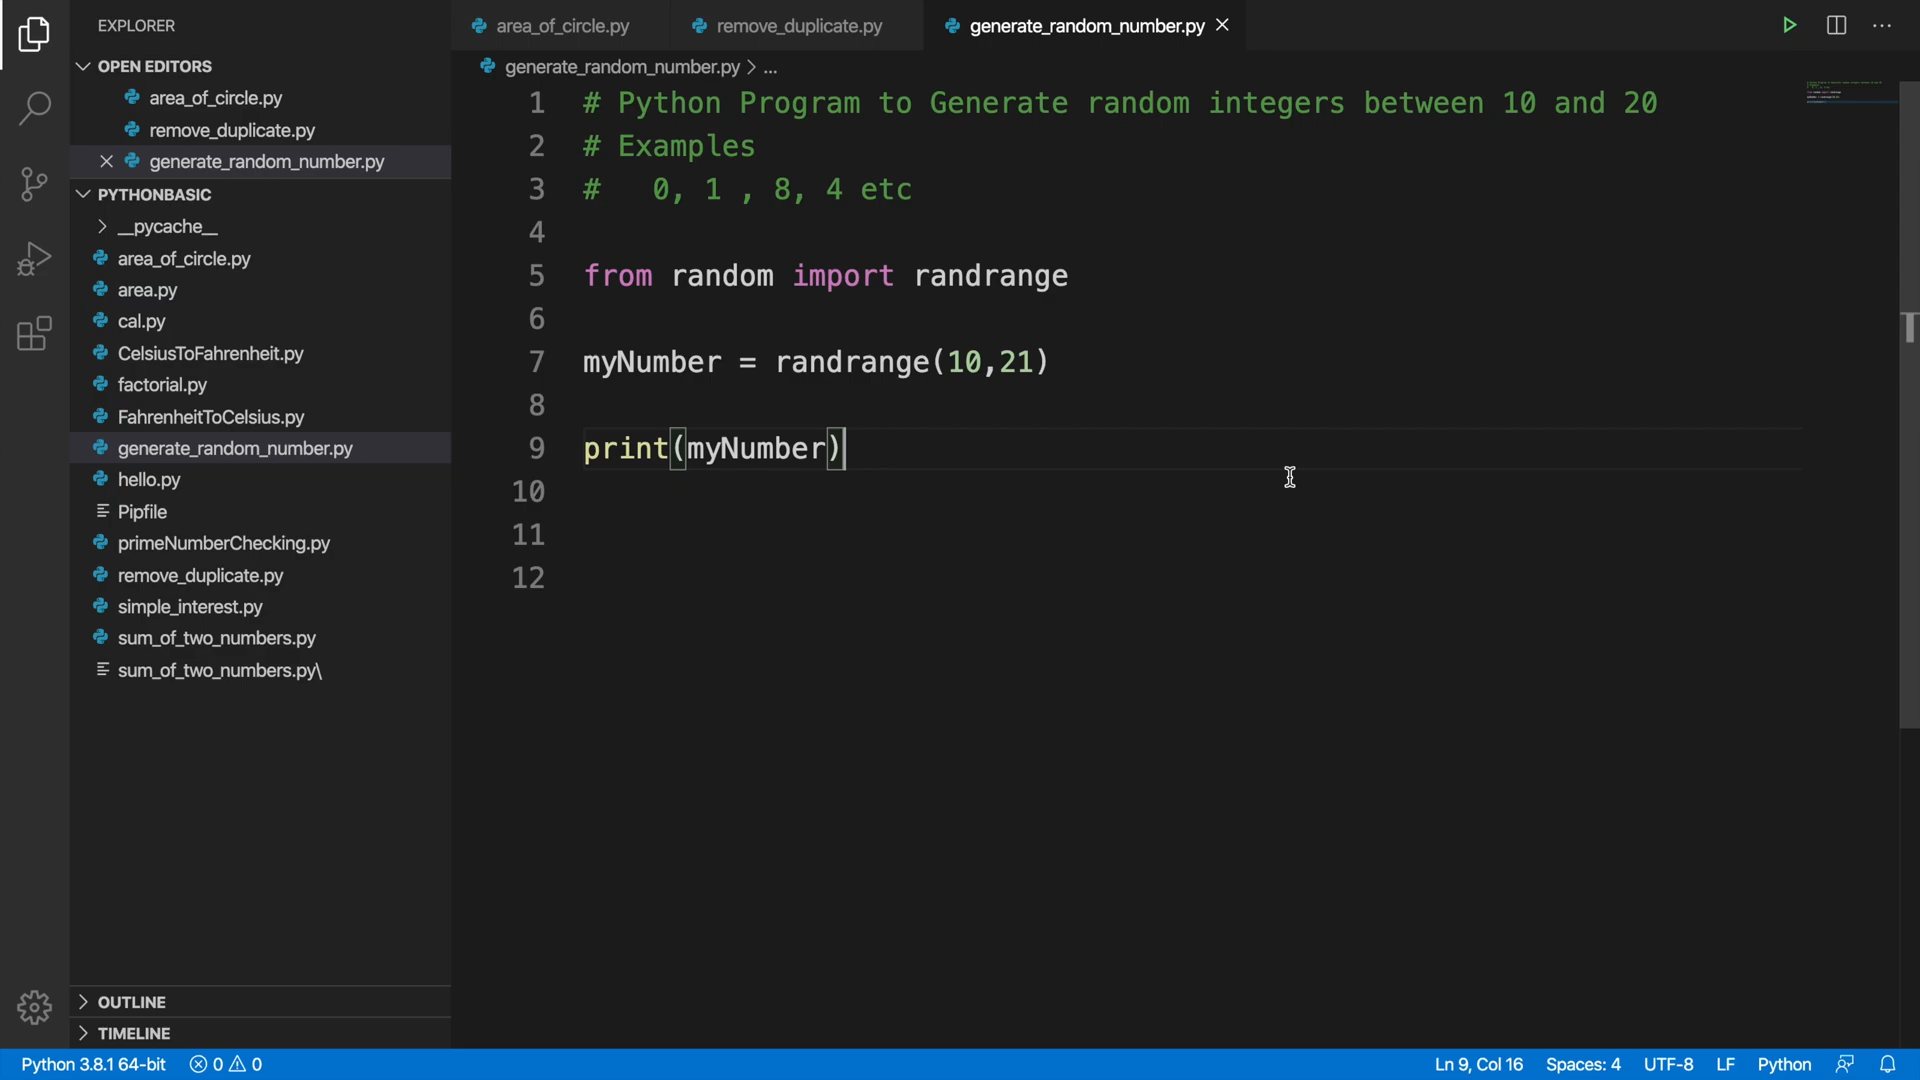 EXPLORER
area_of_circle.py
remove_duplicate.py
generate_random_number.py
OPEN EDITORS
area_of_circle.py
remove_duplicate.py
generate_random_number.py
PYTHONBASIC
__pycache__
area_of_circle.py
area.py
cal.py
CelsiusToFahrenheit.py
factorial.py
FahrenheitToCelsius.py
generate_random_number.py
hello.py
Pipfile
primeNumberChecking.py
remove_duplicate.py
simple_interest.py
sum_of_two_numbers.py
sum_of_two_numbers.py\
OUTLINE
TIMELINE
generate_random_number.py > ...
1 # Python Program to Generate random integers between 10 and 20
2 # Examples
3 #   0, 1 , 8, 4 etc
4
5 from random import randrange
6
7 myNumber = randrange(10,21)
8
9 print(myNumber)
10
11
12
Python 3.8.1 64-bit 0 0 Ln 9, Col 16 Spaces: 4 UTF-8 LF Python